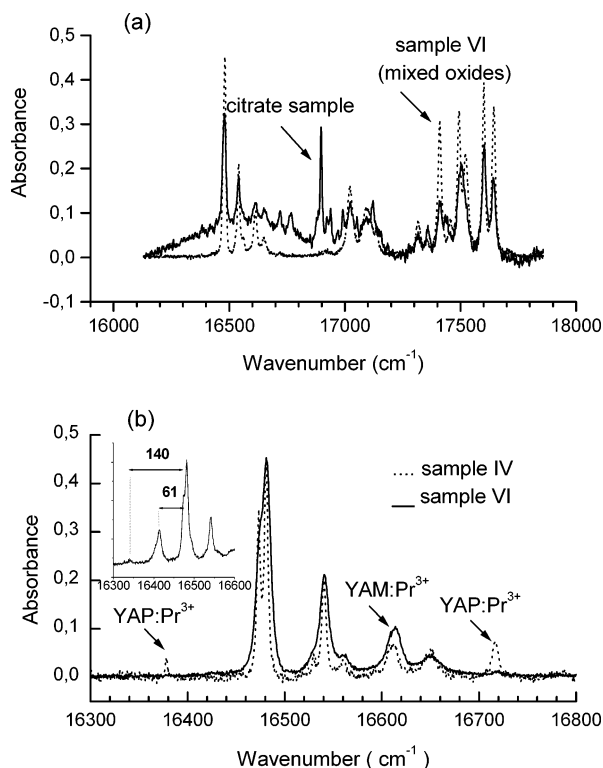 (a)
0,5
0,4
0,3
0,2
0,1
0,0
-0,1
Absorbance
citrate sample
sample VI
(mixed oxides)
16000 16500 17000 17500 18000
Wavenumber (cm⁻¹)
(b)
0,5
0,4
0,3
0,2
0,1
0,0
Absorbance
140
61
16300 16400 16500 16600
sample IV
sample VI
YAP:Pr³⁺
YAM:Pr³⁺
YAP:Pr³⁺
16300 16400 16500 16600 16700 16800
Wavenumber ( cm⁻¹)